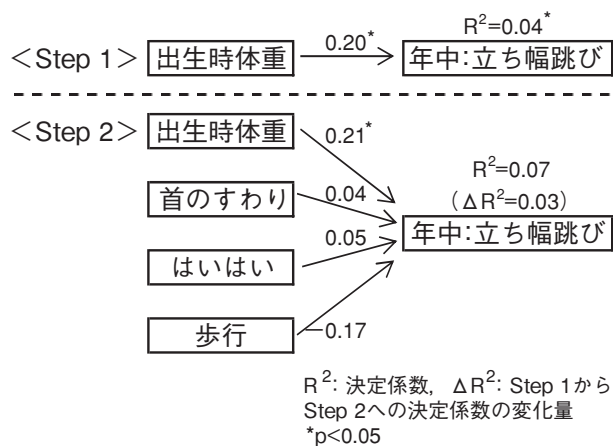 R²=0.04*
<Step 1> 出生時体重 0.20* 年中:立ち幅跳び
<Step 2> 出生時体重 0.21*
R²=0.07
首のすわり 0.04 (ΔR²=0.03)
0.05 年中:立ち幅跳び
はいはい
歩行 −0.17
R²: 決定係数, ΔR²: Step 1から
Step 2への決定係数の変化量
*p<0.05